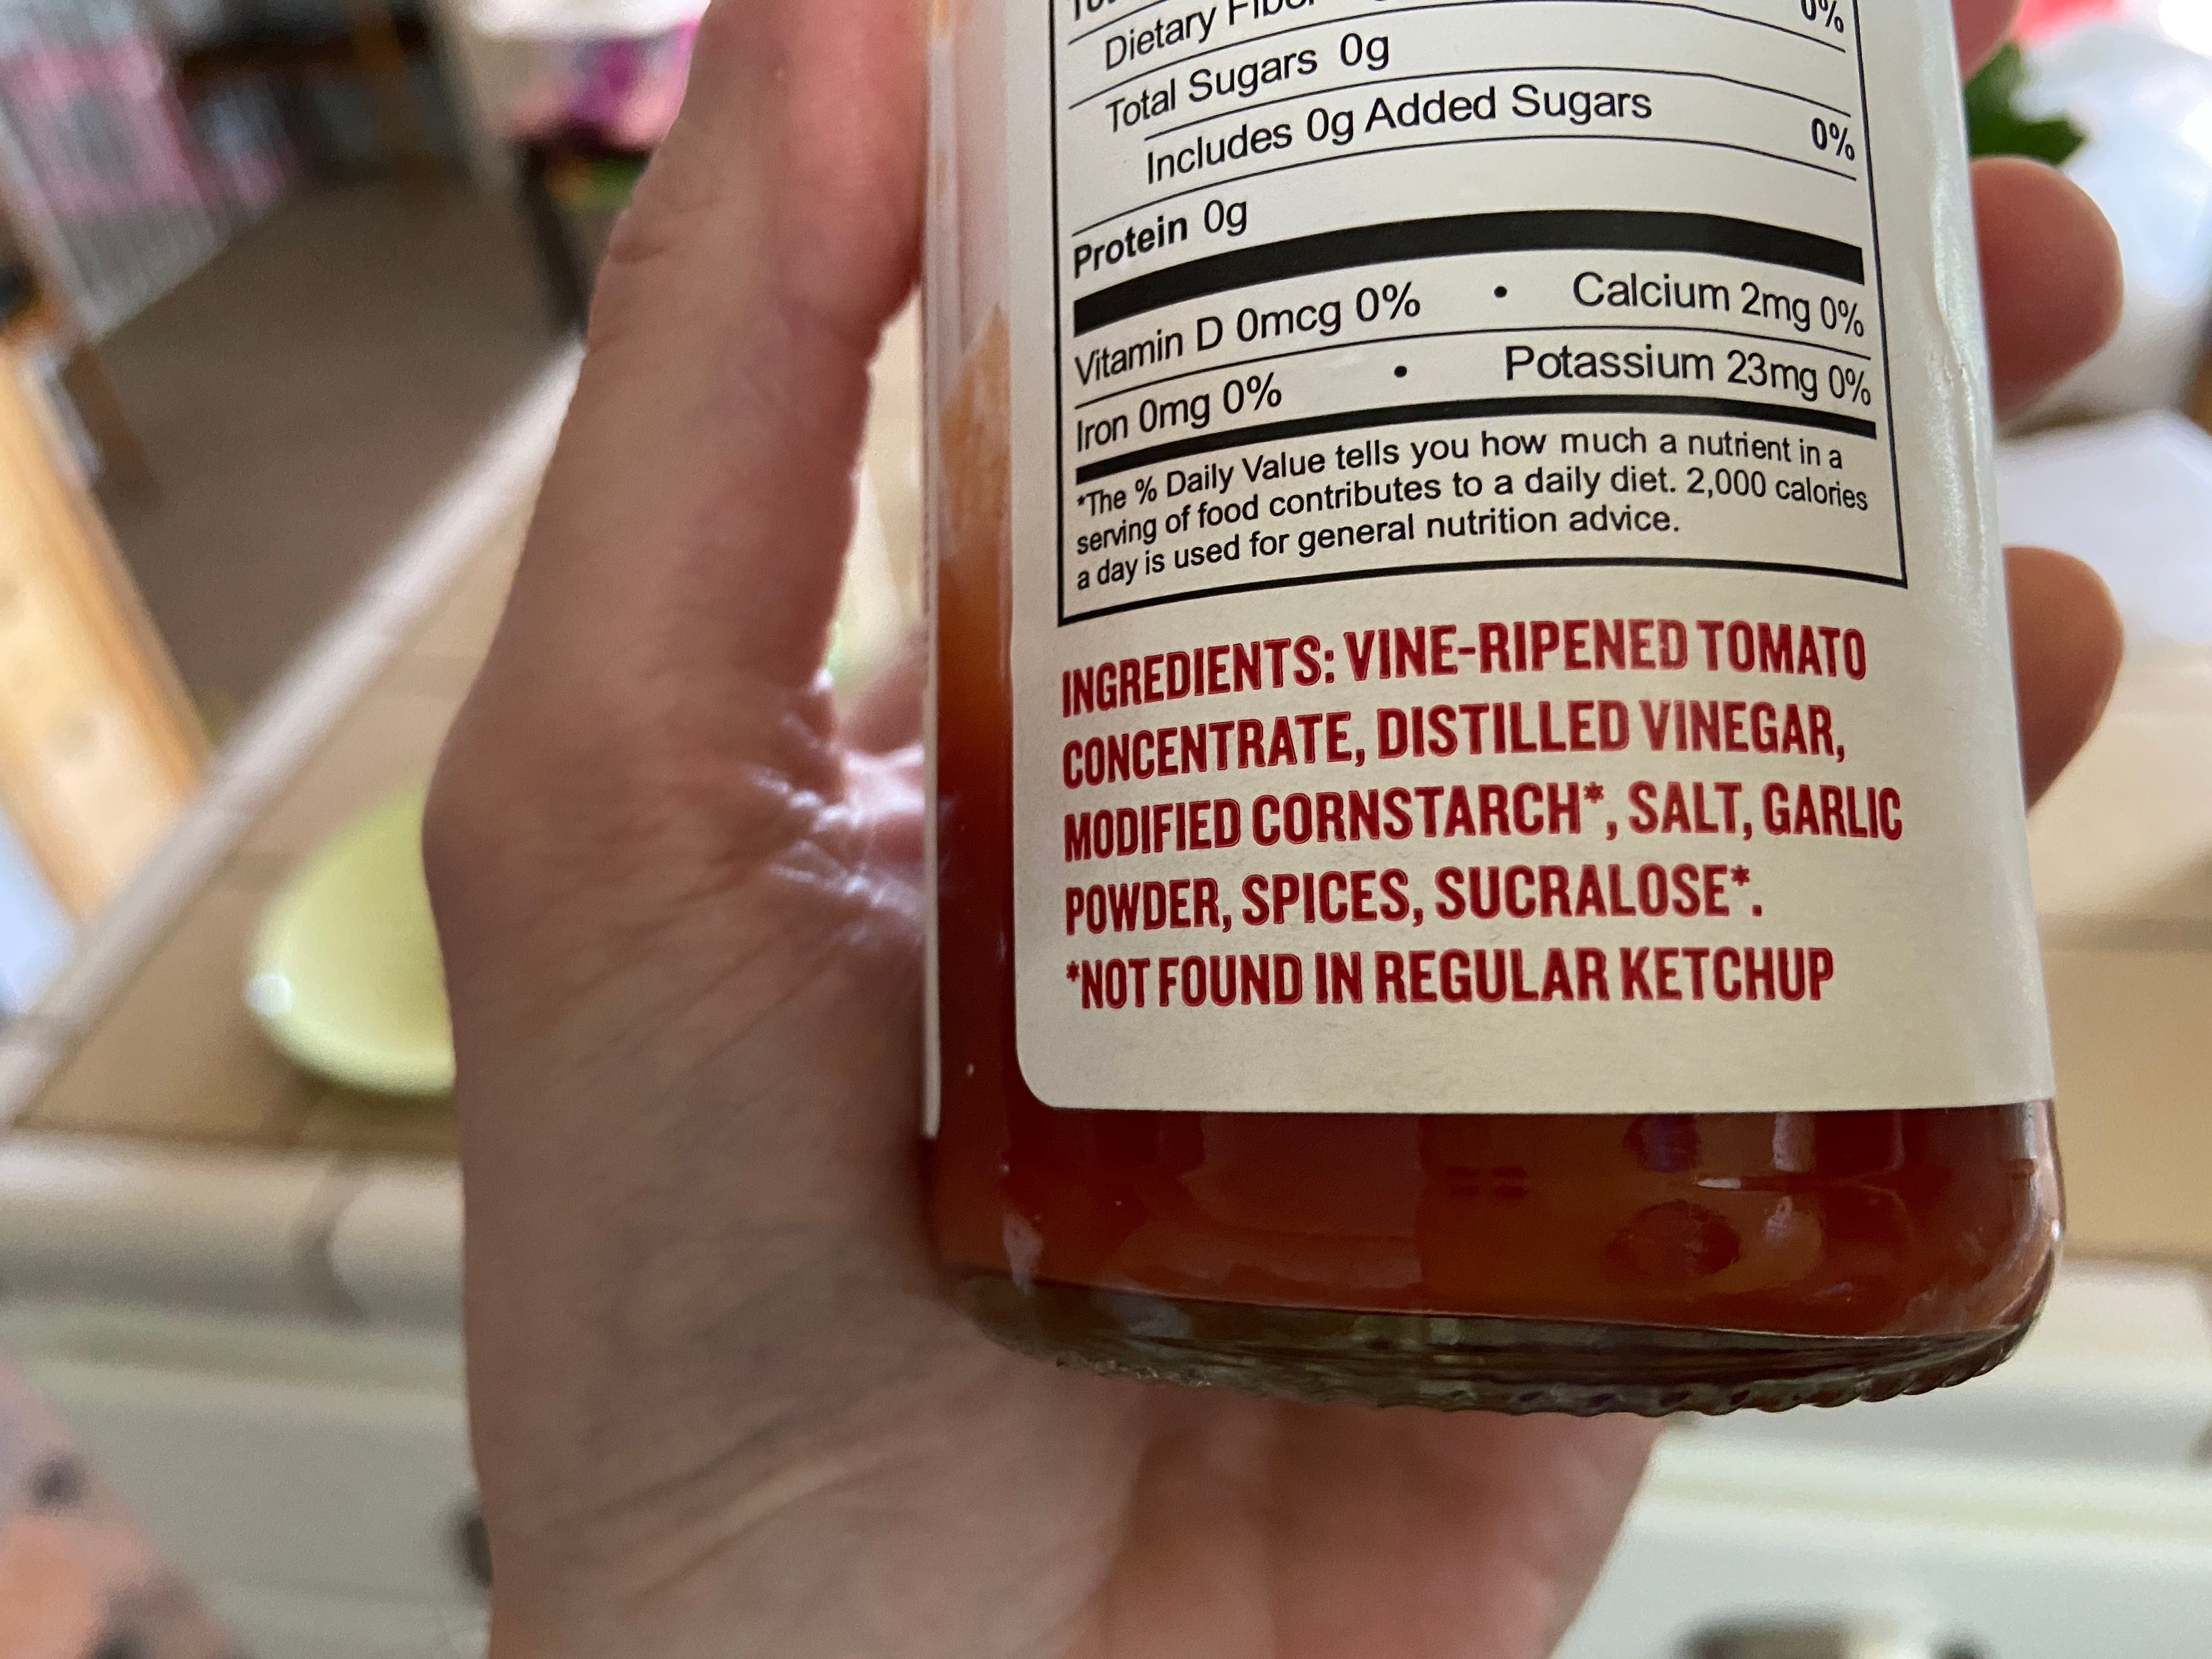 Dietary
0%
Total Sugars 0g
Includes 0g Added Sugars 0%
Protein 0g
Vitamin D 0mcg 0% • Calcium 2mg 0%
Iron 0mg 0% • Potassium 23mg 0%
*The % Daily Value tells you how much a nutrient in a
serving of food contributes to a daily diet. 2,000 calories
a day is used for general nutrition advice.
INGREDIENTS: VINE-RIPENED TOMATO
CONCENTRATE, DISTILLED VINEGAR,
MODIFIED CORNSTARCH*, SALT, GARLIC
POWDER, SPICES, SUCRALOSE*.
*NOT FOUND IN REGULAR KETCHUP